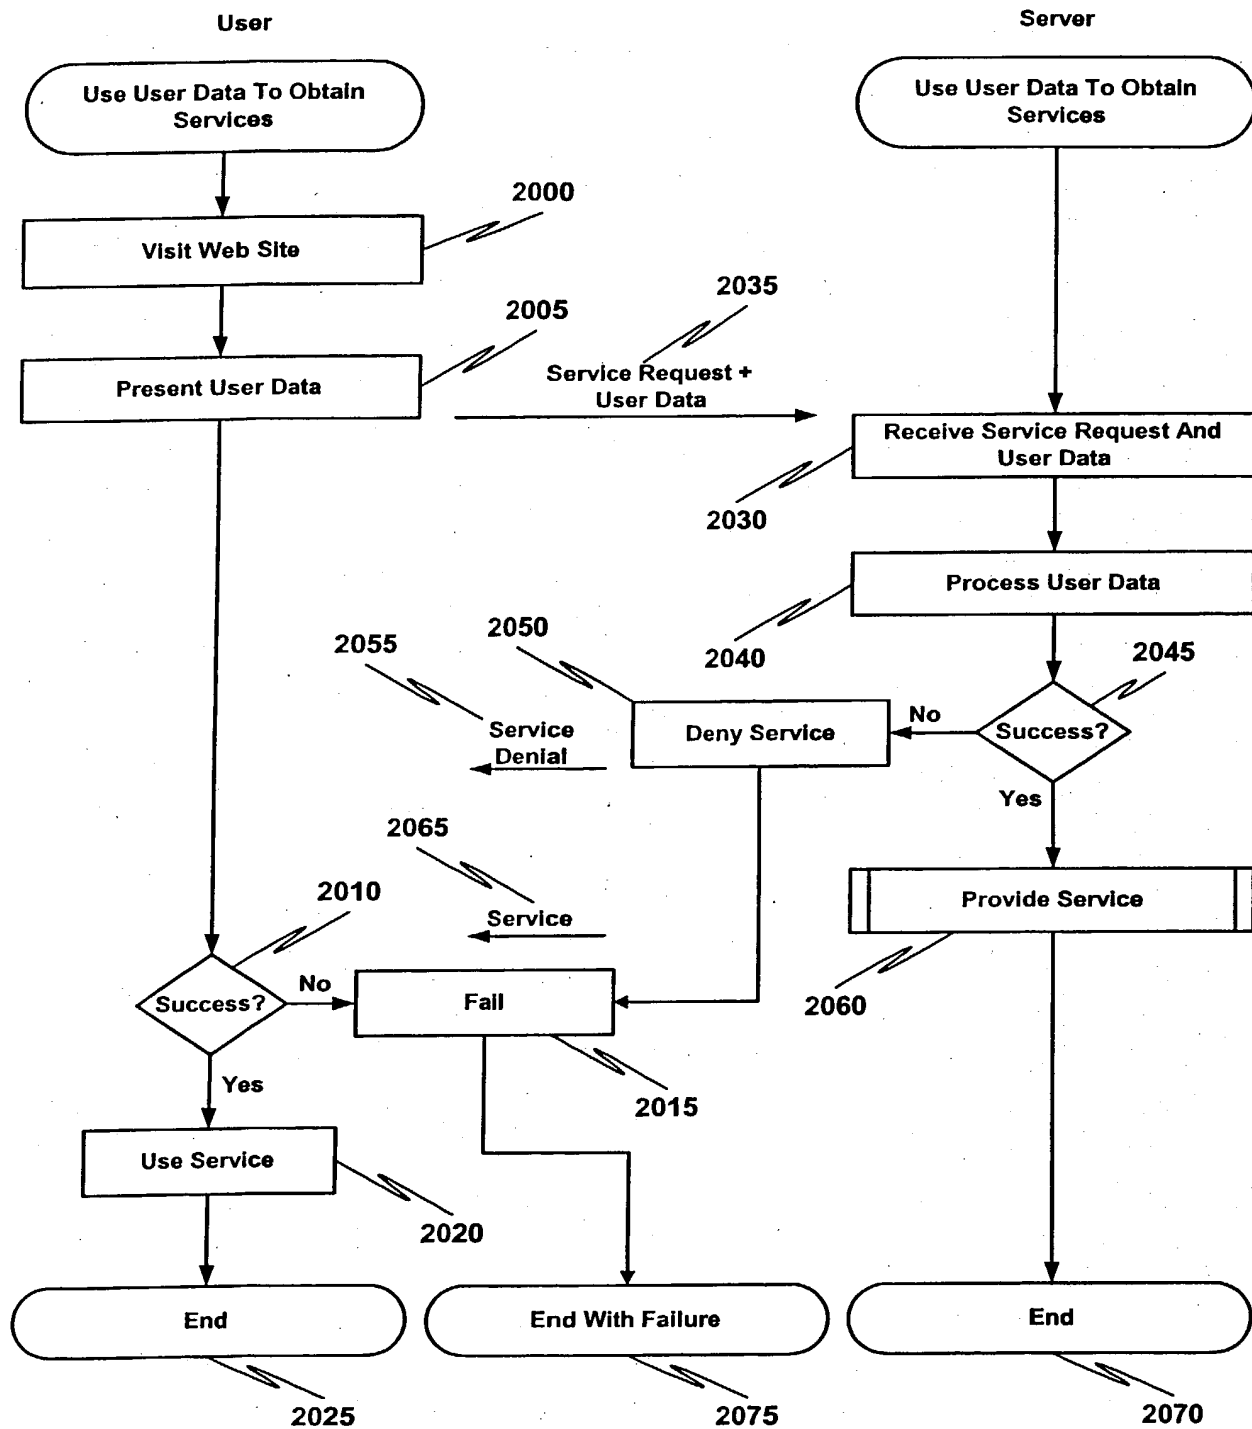 User
Server
Use User Data To Obtain
Services
Use User Data To Obtain
Services
2000
Visit Web Site
2035
2005
Present User Data
Service Request +
User Data
Receive Service Request And
User Data
2030
Process User Data
2050
2055
2040
2045
Service
Denial
Deny Service
No
Success?
Yes
2065
2010
Service
Provide Service
Success?
No
Fail
2060
Yes
2015
Use Service
2020
End
End With Failure
End
2025
2075
2070